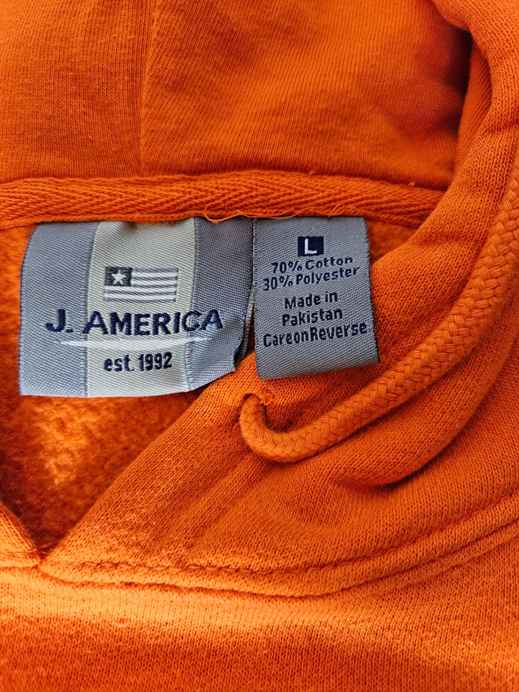 J. AMERICA
est. 1992
L
70% Cotton
30% Polyester
Made in
Pakistan
CareonReverse